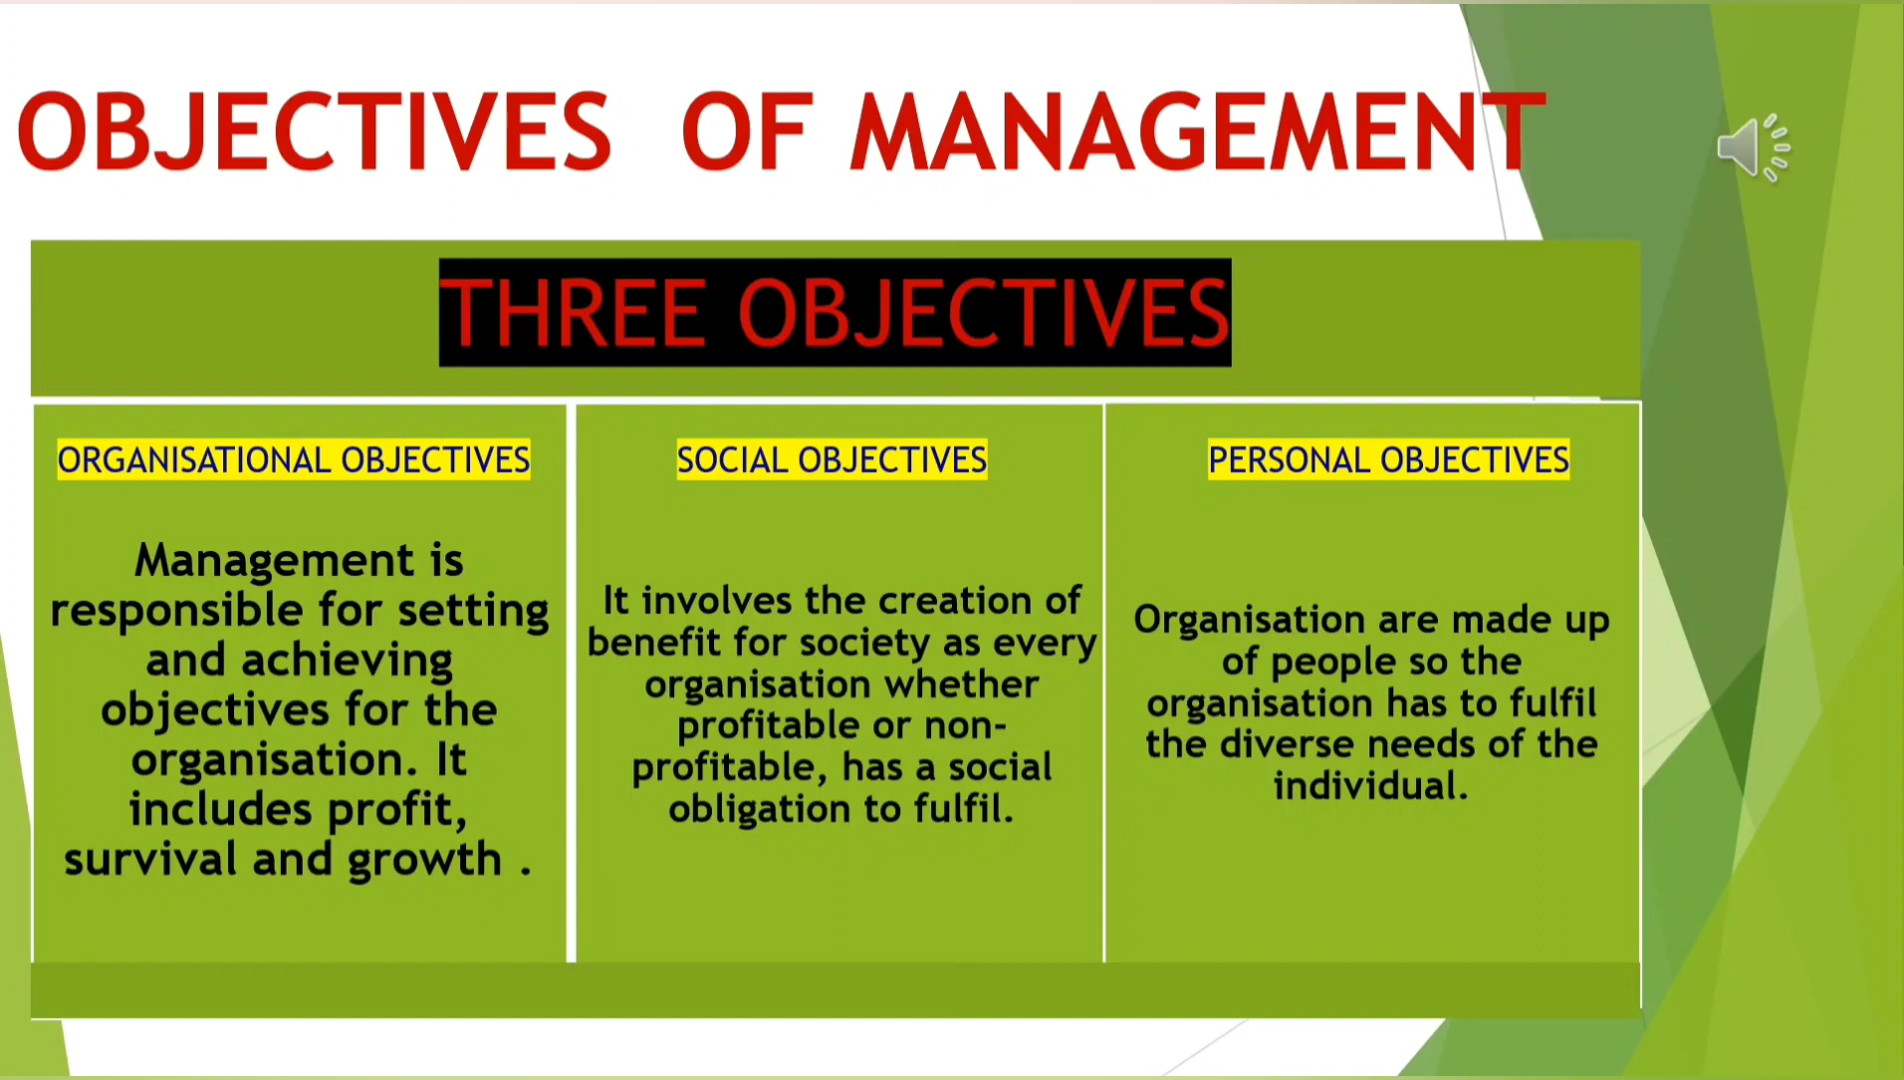 OBJECTIVES OF MANAGEMENT
THREE OBJECTIVES
ORGANISATIONAL OBJECTIVES
Management is
responsible for setting
and achieving
objectives for the
organisation. It
includes profit,
survival and growth .
SOCIAL OBJECTIVES
It involves the creation of
benefit for society as every
organisation whether
profitable or non-
profitable, has a social
obligation to fulfil.
PERSONAL OBJECTIVES
Organisation are made up
of people so the
organisation has to fulfil
the diverse needs of the
individual.